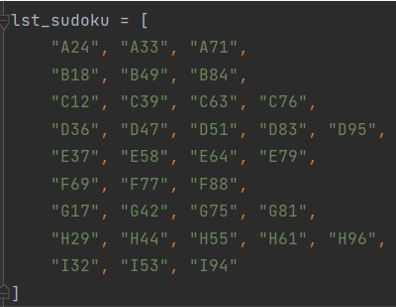 lst_sudoku = [
"A24", "A33", "A71",
"B18", "B49", "B84",
"C12", "C39", "C63", "C76",
"D36", "D47", "D51", "D83", "D95",
"E37", "E58", "E64", "E79",
"F69", "F77", "F88",
"G17", "G42", "G75", "G81",
"H29", "H44", "H55", "H61", "H96",
"I32", "I53", "I94"
]